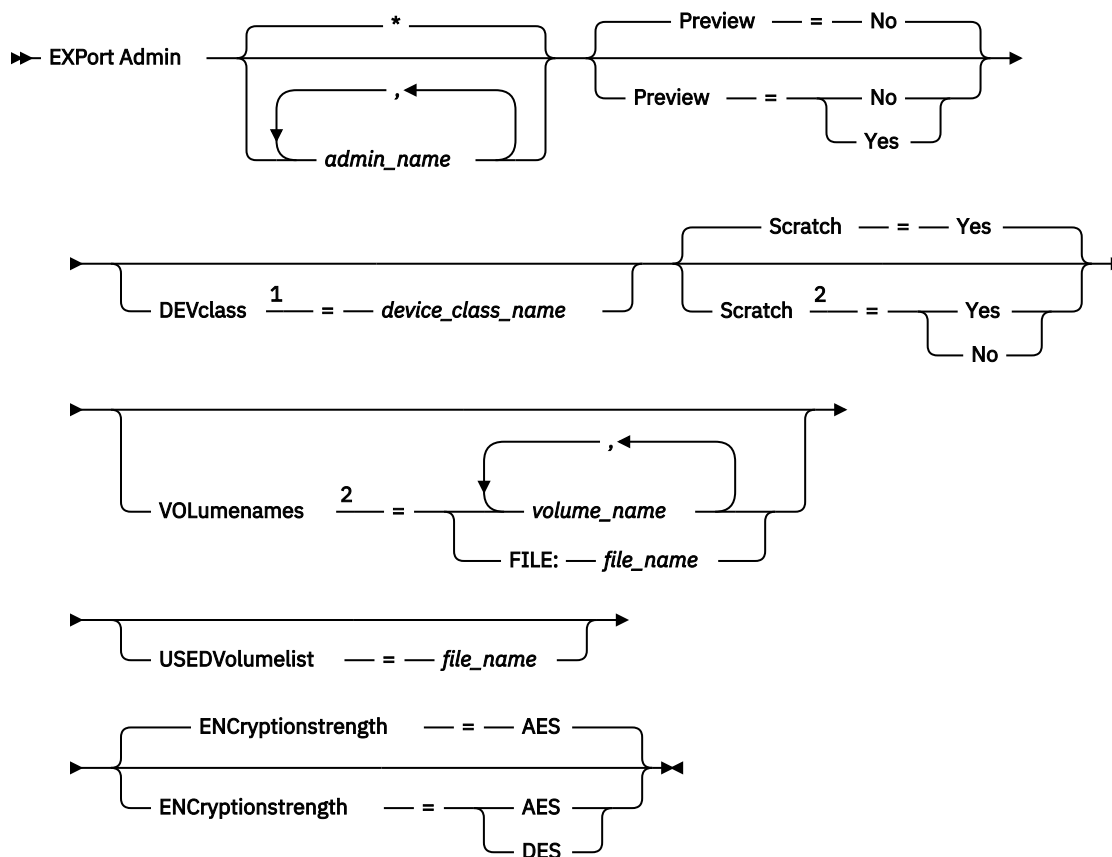 *
Preview = No
EXPort Admin
,
Preview = No
Yes
admin_name
Scratch = Yes
DEVclass 1 = device_class_name
Scratch 2 = Yes
No
,
VOLumenames 2 = volume_name
FILE: file_name
USEDVolumelist = file_name
ENCryptionstrength = AES
ENCryptionstrength = AES
DES